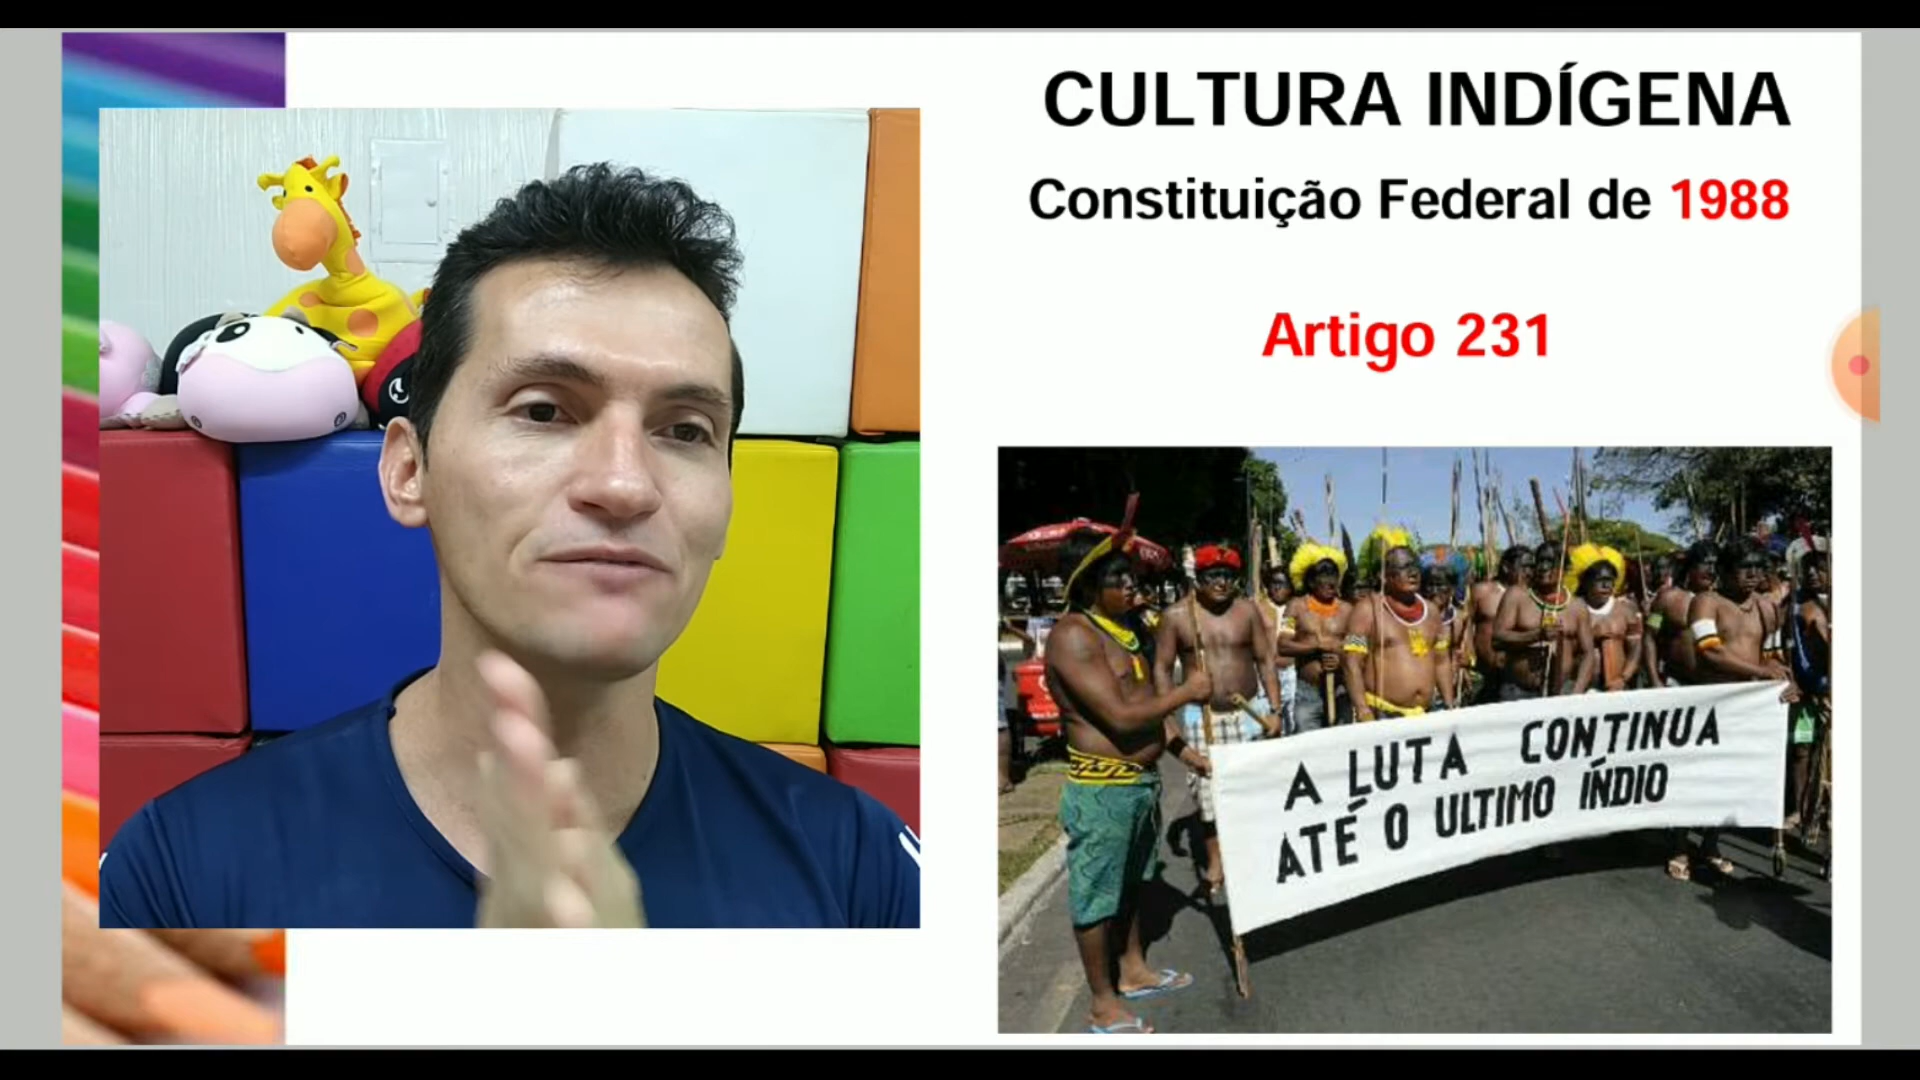 CULTURA INDÍGENA
Constituição Federal de 1988
Artigo 231
A LUTA CONTINUA
ATÉ O ULTIMO ÍNDIO